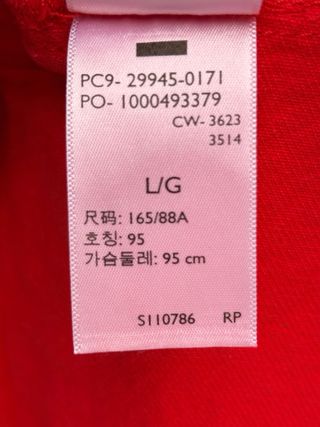 PC9- 29945-0171
PO- 1000493379
CW- 3623
3514
L/G
尺码: 165/88A
호칭: 95
가슴둘레: 95 cm
S110786 RP